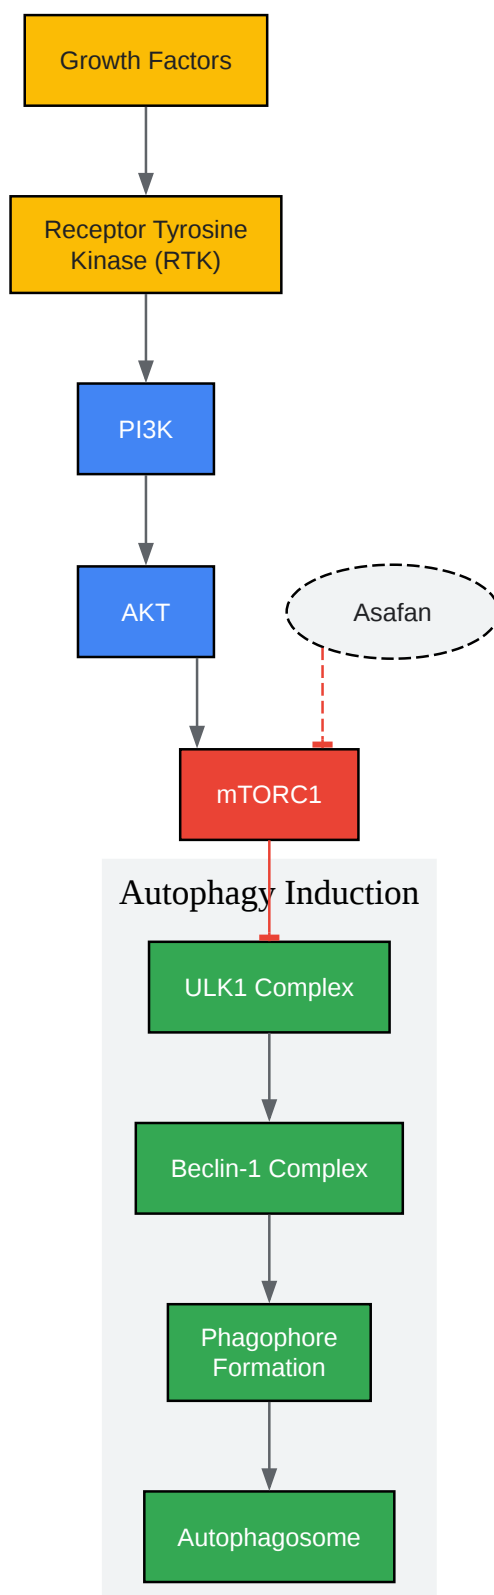 Growth Factors
Receptor Tyrosine
Kinase (RTK)
PI3K
AKT
Asafan
mTORC1
Autophagy Induction
ULK1 Complex
Beclin-1 Complex
Phagophore
Formation
Autophagosome